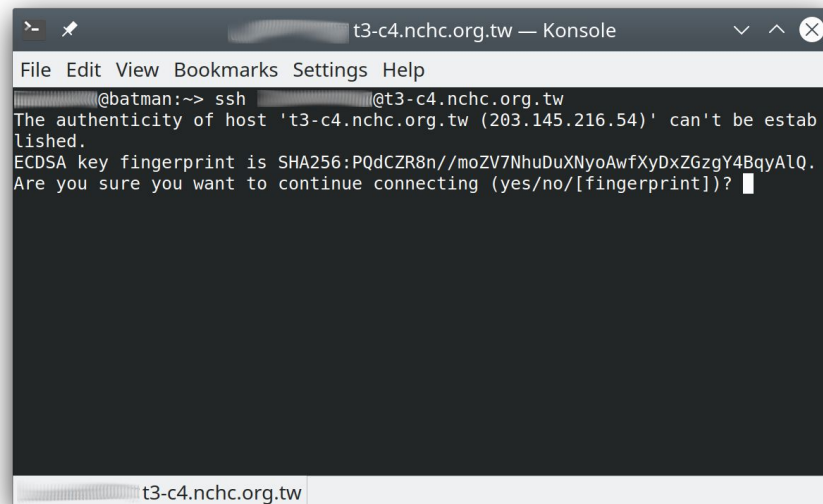 t3-c4.nchc.org.tw — Konsole
File Edit View Bookmarks Settings Help
@batman:~> ssh @t3-c4.nchc.org.tw
The authenticity of host 't3-c4.nchc.org.tw (203.145.216.54)' can't be estab
lished.
ECDSA key fingerprint is SHA256:PQdCZR8n//moZV7NhuDuXNyoAwfXyDxZGzgY4BqyAlQ.
Are you sure you want to continue connecting (yes/no/[fingerprint])?
t3-c4.nchc.org.tw